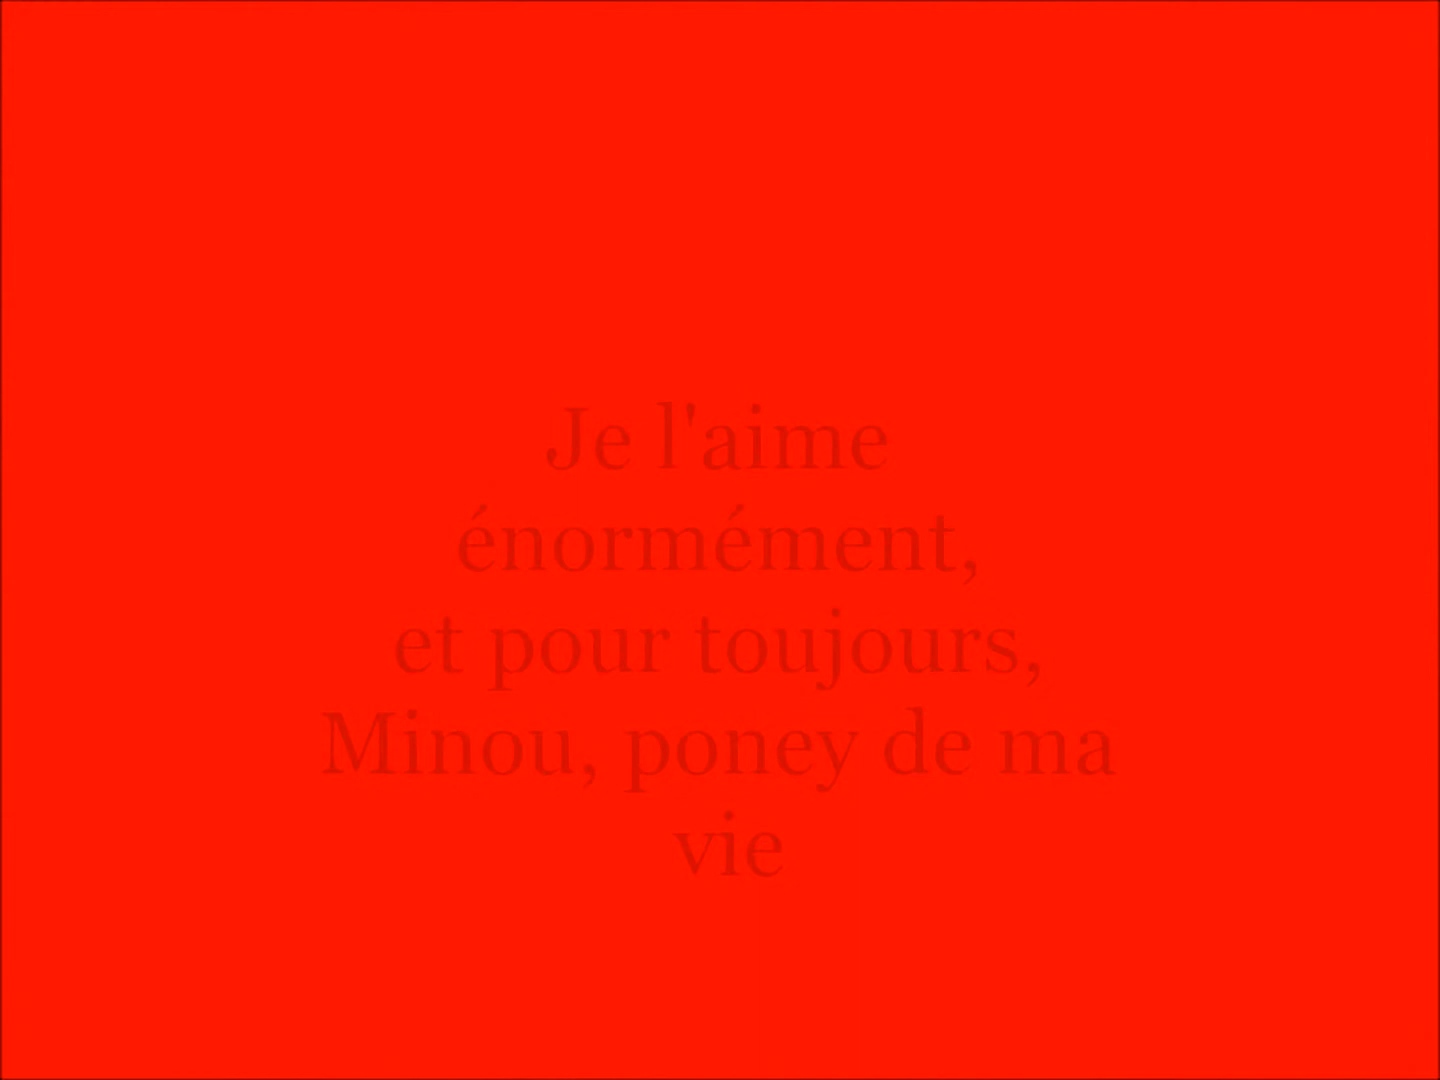 Je l'aime
énormément,
et pour toujours,
Minou, poney de ma
vie